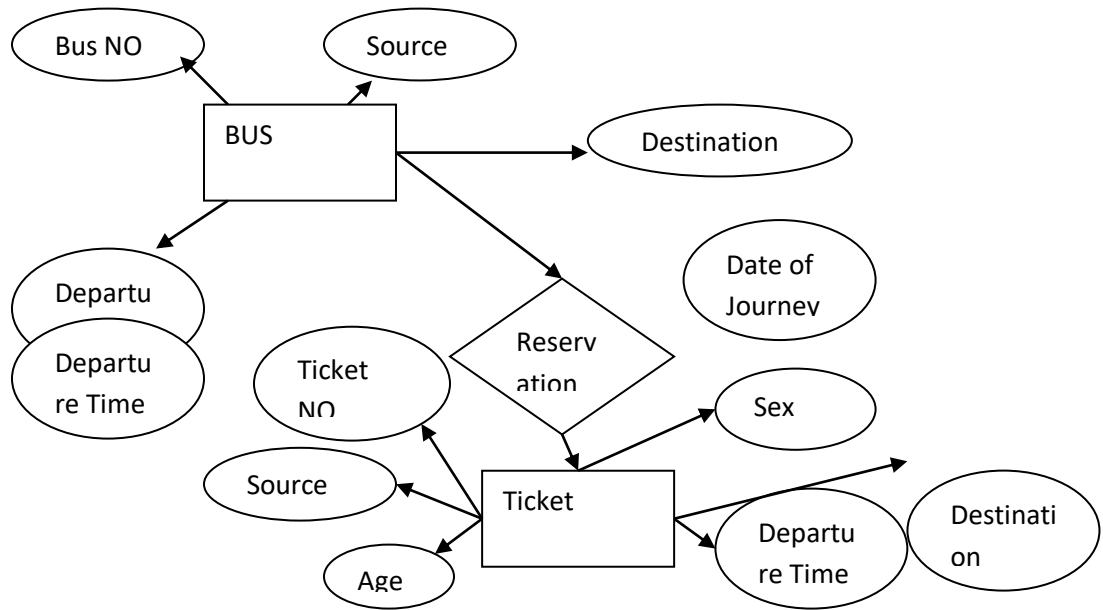 Bus NO
Source
BUS
Destination
Departu
Date of
Journey
Departu
re Time
Reserv
ation
Ticket
NO
Sex
Source
Ticket
Departu
re Time
Destinati
on
Age